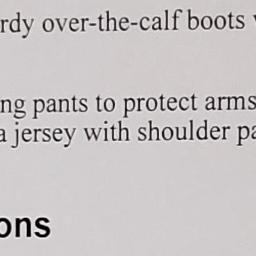 rdy over-the-calf boots
ng pants to protect arms
a jersey with shoulder pa
ons